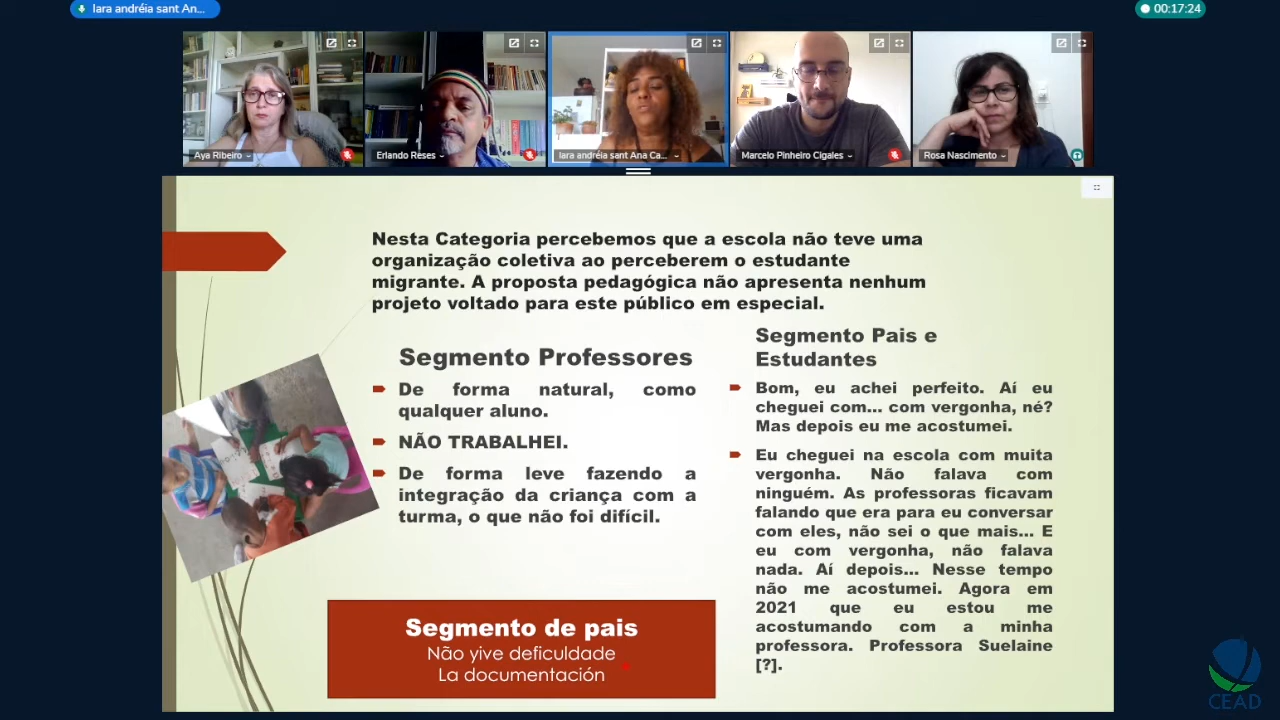 Iara andréia sant An...
00:17:24
Aya Ribeiro
Erlando Reses
Iara andréia sant Ana Ca...
Marcelo Pinheiro Cigales
Rosa Nascimento
Nesta Categoria percebemos que a escola não teve uma
organização coletiva ao perceberem o estudante
migrante. A proposta pedagógica não apresenta nenhum
projeto voltado para este público em especial.
Segmento Professores
De forma natural, como
qualquer aluno.
NÃO TRABALHEI.
De forma leve fazendo a
integração da criança com a
turma, o que não foi difícil.
Segmento de pais
Não yive deficuldade
La documentación
Segmento Pais e
Estudantes
Bom, eu achei perfeito. Aí eu
cheguei com... com vergonha, né?
Mas depois eu me acostumei.
Eu cheguei na escola com muita
vergonha. Não falava com
ninguém. As professoras ficavam
falando que era para eu conversar
com eles, não sei o que mais... E
eu com vergonha, não falava
nada. Aí depois... Nesse tempo
não me acostumei. Agora em
2021 que eu estou me
acostumando com a minha
professora. Professora Suelaine
[?].
CEAD